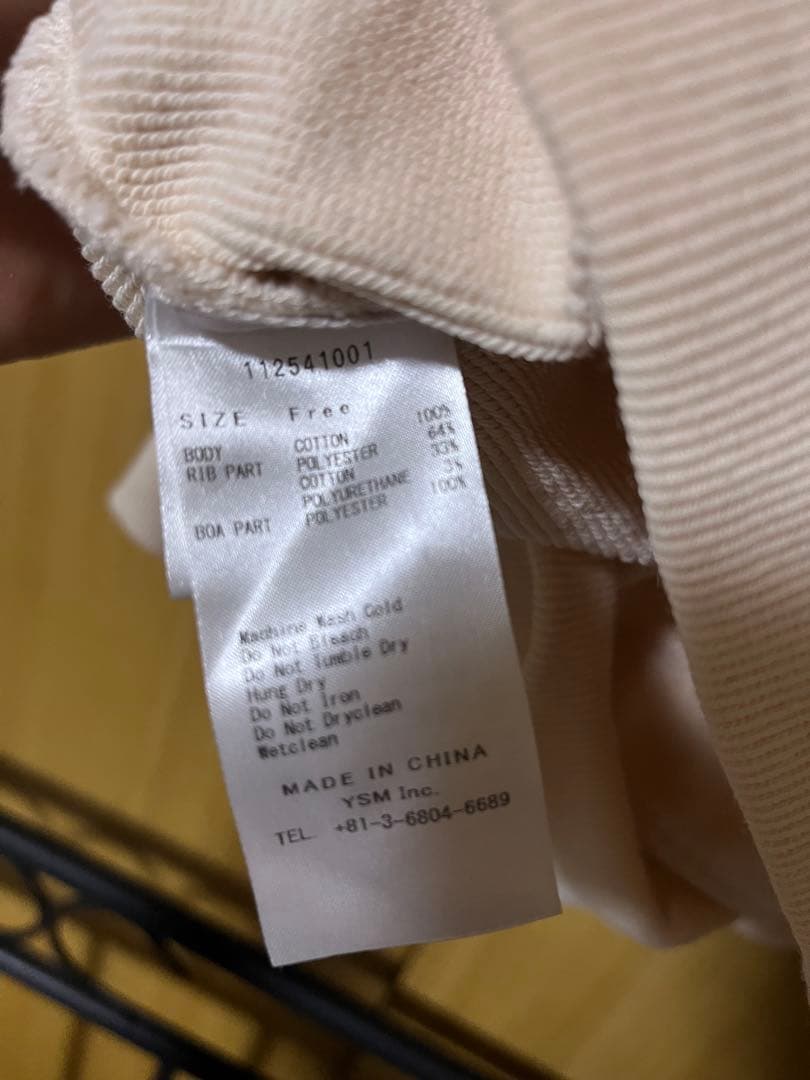 112541001
SIZE Free
BODY COTTON 100%
RIB PART POLYESTER 64%
COTTON 33%
POLYURETHANE 3%
BOA PART POLYESTER 100%
Machine Wash Cold
Do Not Bleach
Do Not Tumble Dry
Hung Dry
Do Not Iron
Do Not Dryclean
Wetclean
MADE IN CHINA
YSM Inc.
TEL. +81-3-6804-6689